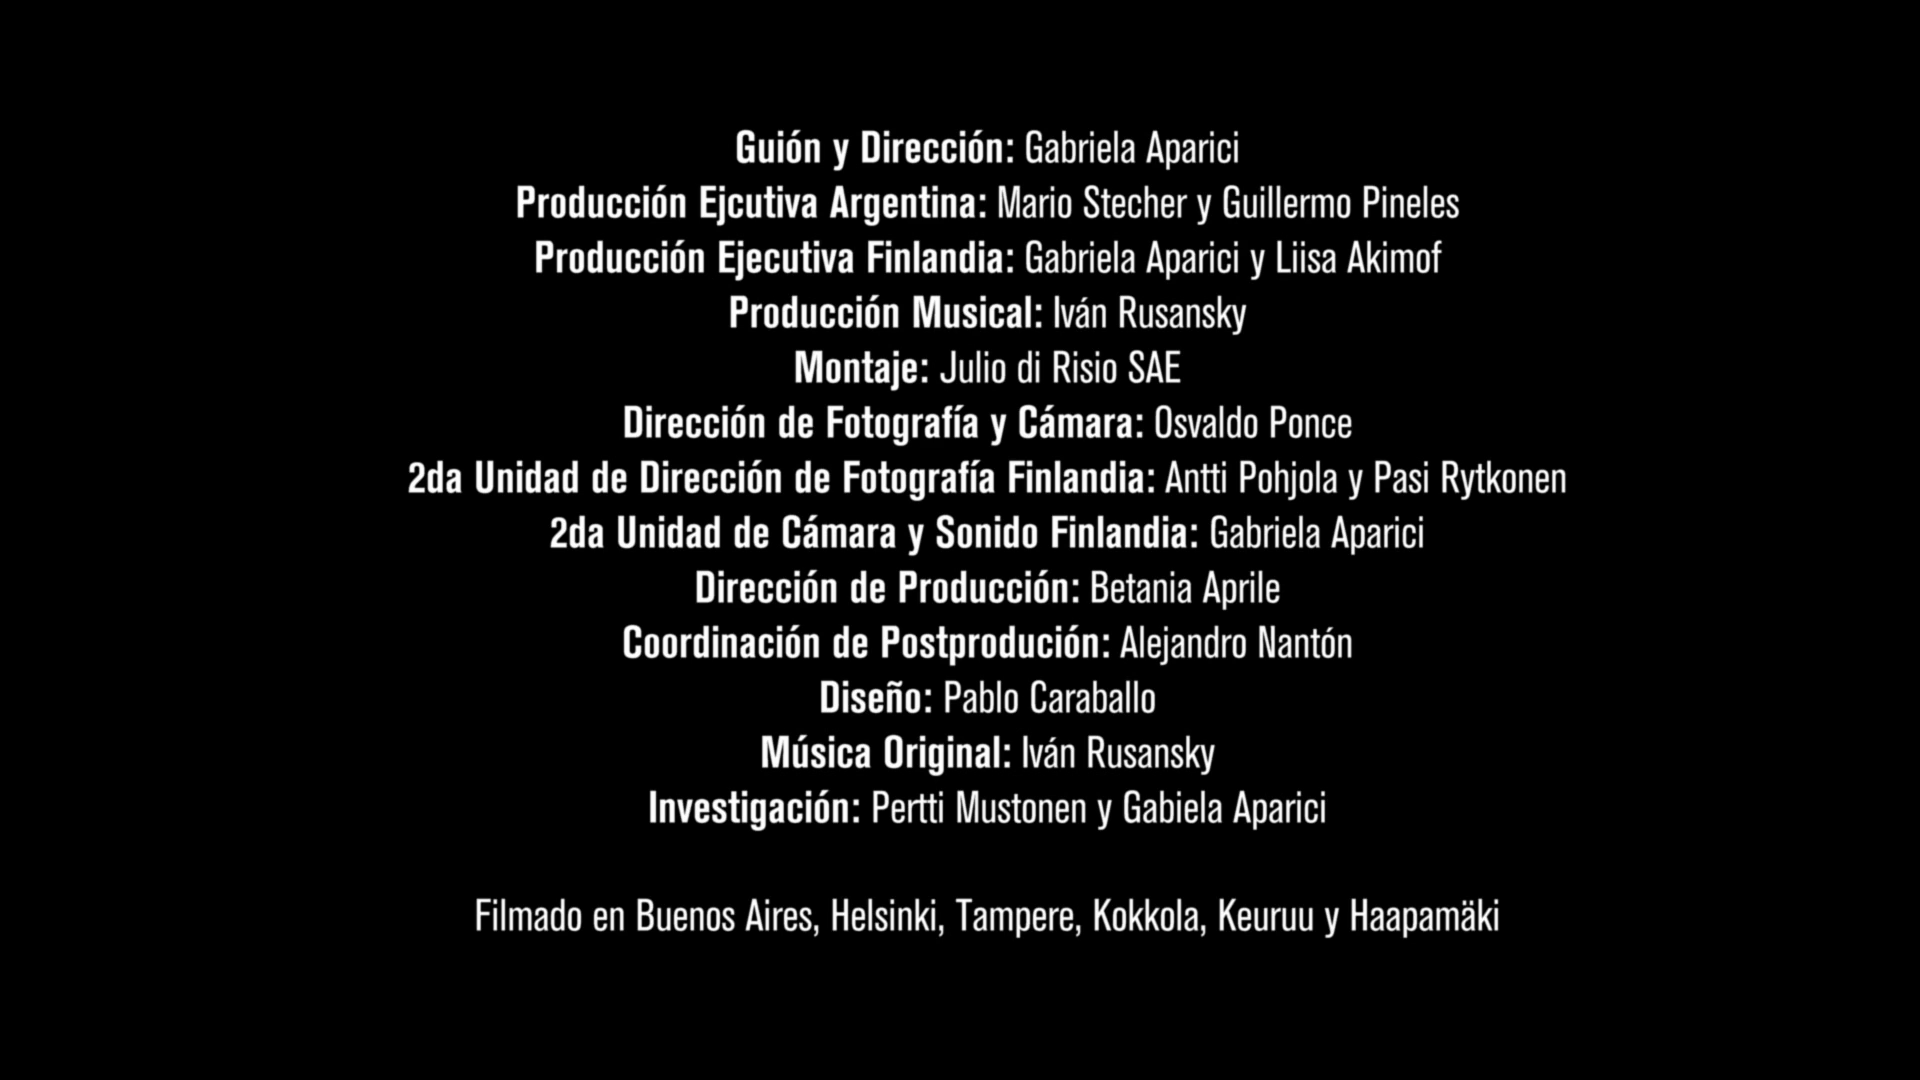 Guión y Dirección: Gabriela Aparici
Producción Ejcutiva Argentina: Mario Stecher y Guillermo Pineles
Producción Ejecutiva Finlandia: Gabriela Aparici y Liisa Akimof
Producción Musical: Iván Rusansky
Montaje: Julio di Risio SAE
Dirección de Fotografía y Cámara: Osvaldo Ponce
2da Unidad de Dirección de Fotografía Finlandia: Antti Pohjola y Pasi Rytkonen
2da Unidad de Cámara y Sonido Finlandia: Gabriela Aparici
Dirección de Producción: Betania Aprile
Coordinación de Postprodución: Alejandro Nantón
Diseño: Pablo Caraballo
Música Original: Iván Rusansky
Investigación: Pertti Mustonen y Gabiela Aparici
Filmado en Buenos Aires, Helsinki, Tampere, Kokkola, Keuruu y Haapamäki